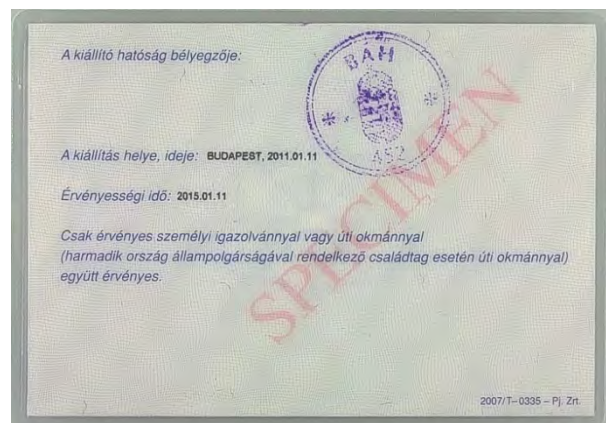 A kiállító hatóság bélyegzője:
BÁH
452
A kiállítás helye, ideje: BUDAPEST, 2011.01.11
Érvényességi idő: 2015.01.11
Csak érvényes személyi igazolvánnyal vagy úti okmánnyal
(harmadik ország állampolgárságával rendelkező családtag esetén úti okmánnyal)
együtt érvényes.
SPECIMEN
2007/T–0335 – Pj. Zrt.